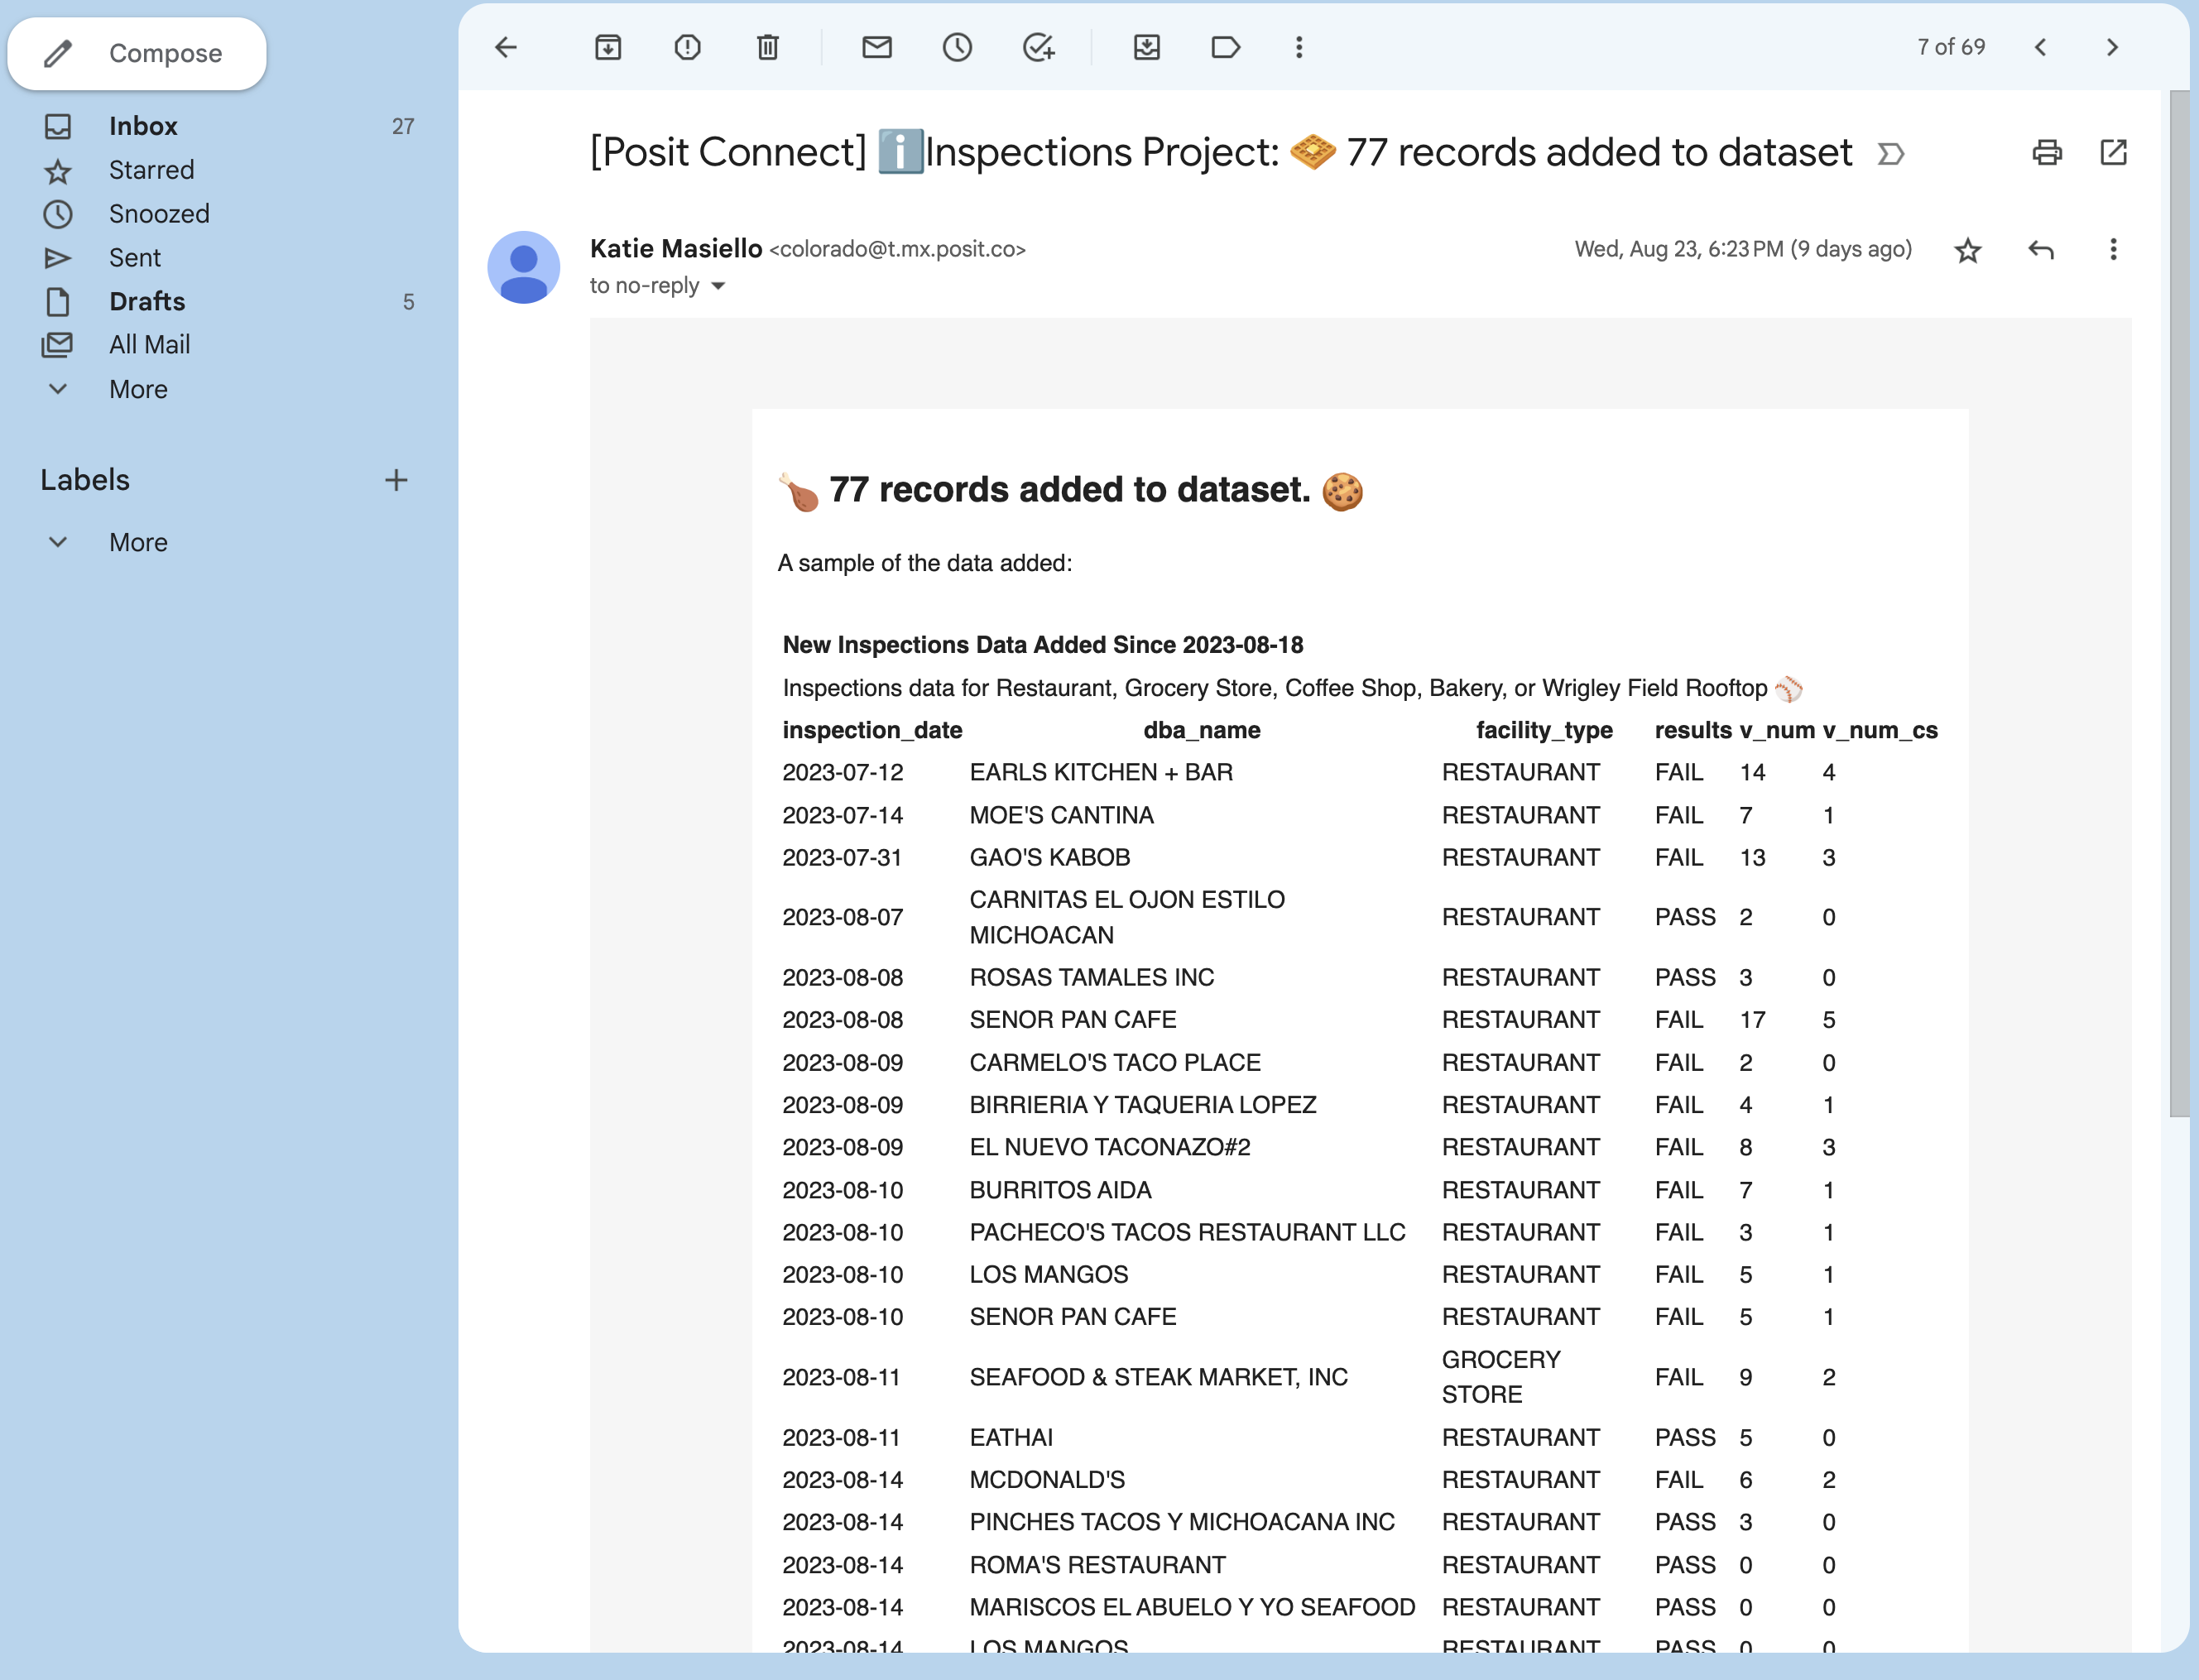 Compose
Inbox 27
Starred
Snoozed
Sent
Drafts 5
All Mail
More
Labels
More
7 of 69
[Posit Connect] ℹ️Inspections Project: 🧇 77 records added to dataset
Katie Masiello <colorado@t.mx.posit.co>
Wed, Aug 23, 6:23 PM (9 days ago)
to no-reply
🍗 77 records added to dataset. 🍪
A sample of the data added:
New Inspections Data Added Since 2023-08-18
Inspections data for Restaurant, Grocery Store, Coffee Shop, Bakery, or Wrigley Field Rooftop ⚾
inspection_date dba_name facility_type results v_num v_num_cs
2023-07-12 EARLS KITCHEN + BAR RESTAURANT FAIL 14 4
2023-07-14 MOE'S CANTINA RESTAURANT FAIL 7 1
2023-07-31 GAO'S KABOB RESTAURANT FAIL 13 3
2023-08-07 CARNITAS EL OJON ESTILO
MICHOACAN RESTAURANT PASS 2 0
2023-08-08 ROSAS TAMALES INC RESTAURANT PASS 3 0
2023-08-08 SENOR PAN CAFE RESTAURANT FAIL 17 5
2023-08-09 CARMELO'S TACO PLACE RESTAURANT FAIL 2 0
2023-08-09 BIRRIERIA Y TAQUERIA LOPEZ RESTAURANT FAIL 4 1
2023-08-09 EL NUEVO TACONAZO#2 RESTAURANT FAIL 8 3
2023-08-10 BURRITOS AIDA RESTAURANT FAIL 7 1
2023-08-10 PACHECO'S TACOS RESTAURANT LLC RESTAURANT FAIL 3 1
2023-08-10 LOS MANGOS RESTAURANT FAIL 5 1
2023-08-10 SENOR PAN CAFE RESTAURANT FAIL 5 1
2023-08-11 SEAFOOD & STEAK MARKET, INC GROCERY
STORE FAIL 9 2
2023-08-11 EATHAI RESTAURANT PASS 5 0
2023-08-14 MCDONALD'S RESTAURANT FAIL 6 2
2023-08-14 PINCHES TACOS Y MICHOACANA INC RESTAURANT PASS 3 0
2023-08-14 ROMA'S RESTAURANT RESTAURANT PASS 0 0
2023-08-14 MARISCOS EL ABUELO Y YO SEAFOOD RESTAURANT PASS 0 0
2023-08-14 LOS MANGOS RESTAURANT PASS 0 0